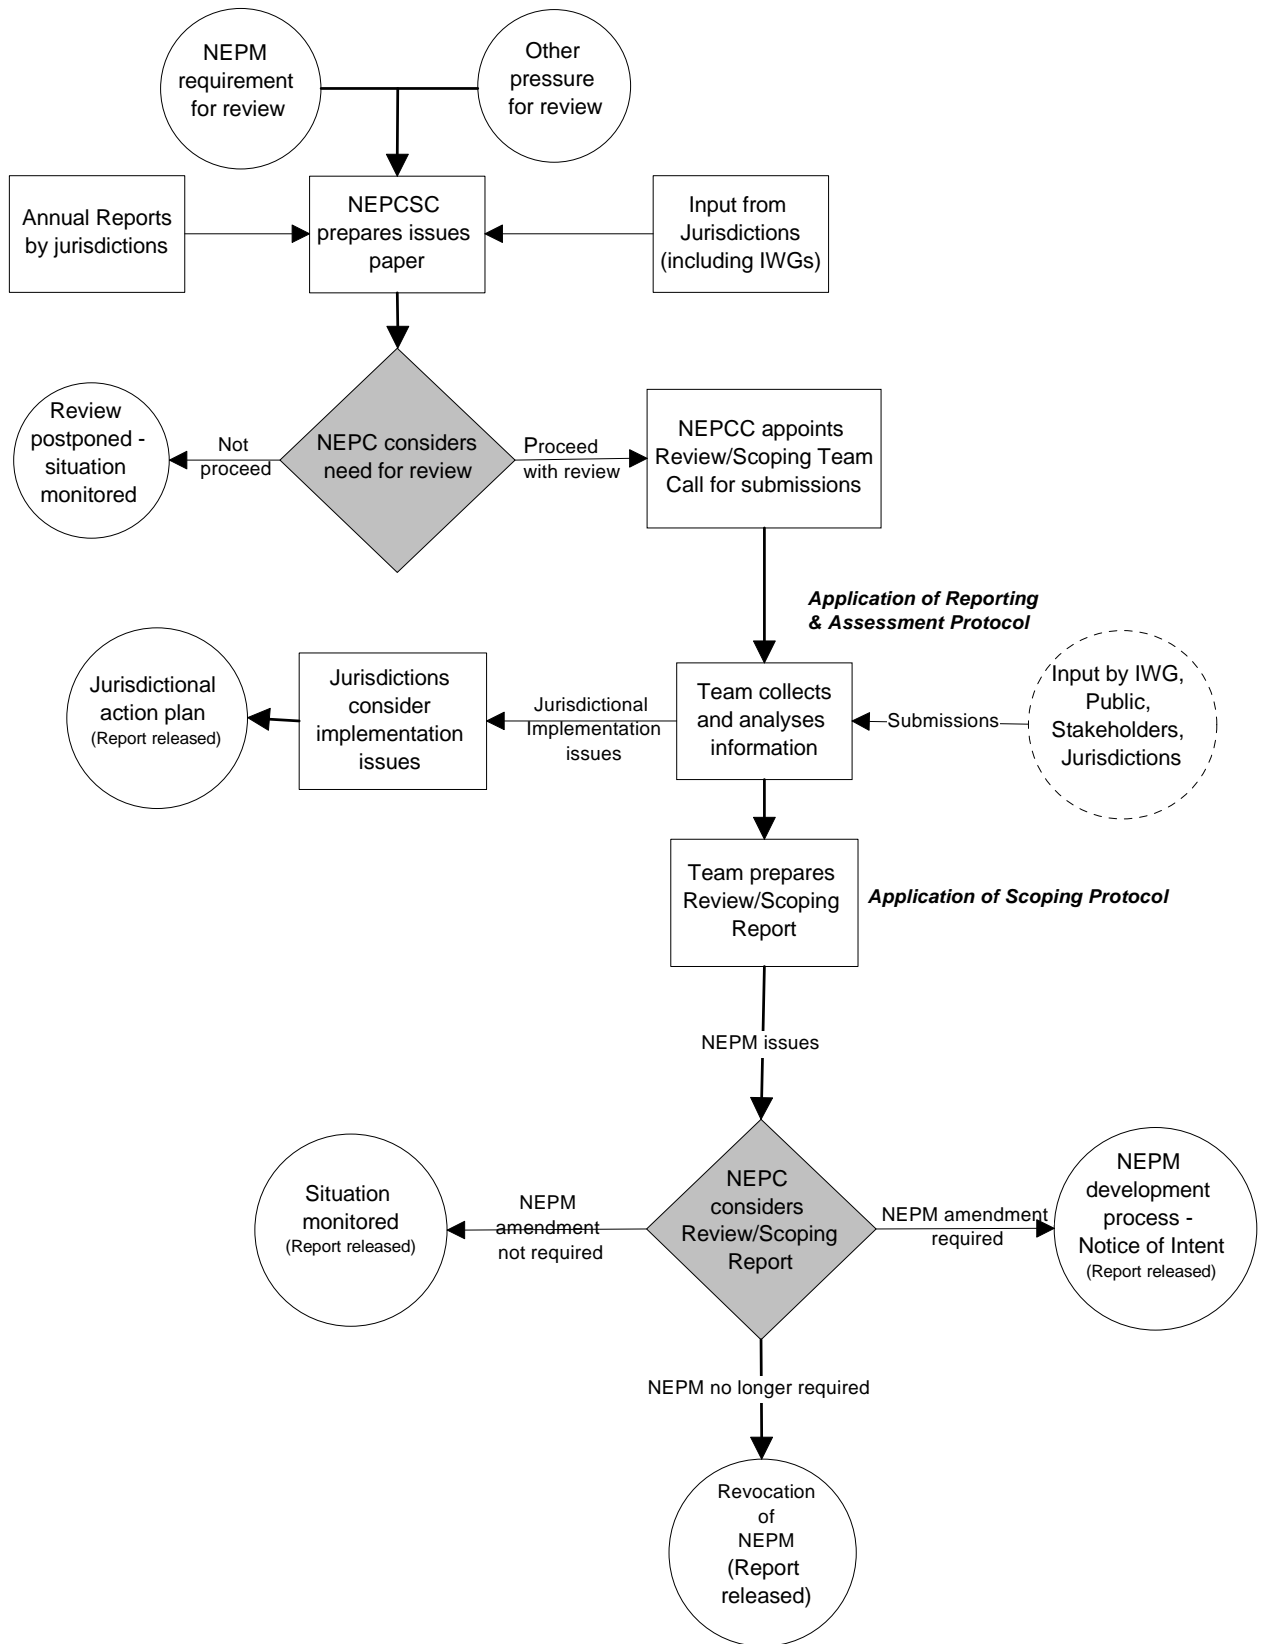 NEPM
requirement
for review
Other
pressure
for review
Annual Reports
by jurisdictions
NEPCSC
prepares issues
paper
Input from
Jurisdictions
(including IWGs)
Review
postponed -
situation
monitored
Not
proceed
NEPC considers
need for review
Proceed
with review
NEPCC appoints
Review/Scoping Team
Call for submissions
Application of Reporting
& Assessment Protocol
Jurisdictional
action plan
(Report released)
Jurisdictions
consider
implementation
issues
Jurisdictional
Implementation
issues
Team collects
and analyses
information
Submissions
Input by IWG,
Public,
Stakeholders,
Jurisdictions
Team prepares
Review/Scoping
Report
Application of Scoping Protocol
NEPM issues
Situation
monitored
(Report released)
NEPM
amendment
not required
NEPC
considers
Review/Scoping
Report
NEPM amendment
required
NEPM
development
process -
Notice of Intent
(Report released)
NEPM no longer required
Revocation
of
NEPM
(Report
released)